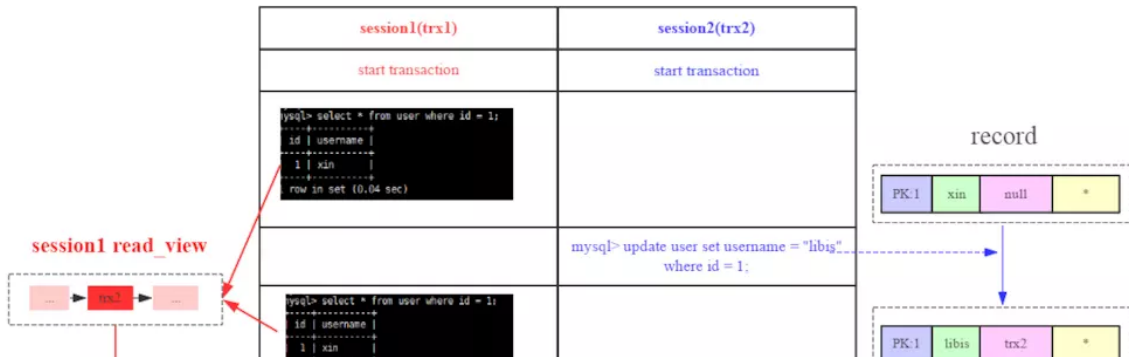 session1(trx1)
session2(trx2)
start transaction
start transaction
mysql> select * from user where id = 1;
id | username |
1 | xin |
row in set (0.04 sec)
record
PK:1
xin
null
*
session1 read_view
...
trx2
...
mysql> update user set username = "libis"
where id = 1;
mysql> select * from user where id = 1;
id | username |
1 | xin |
PK:1
libis
trx2
*